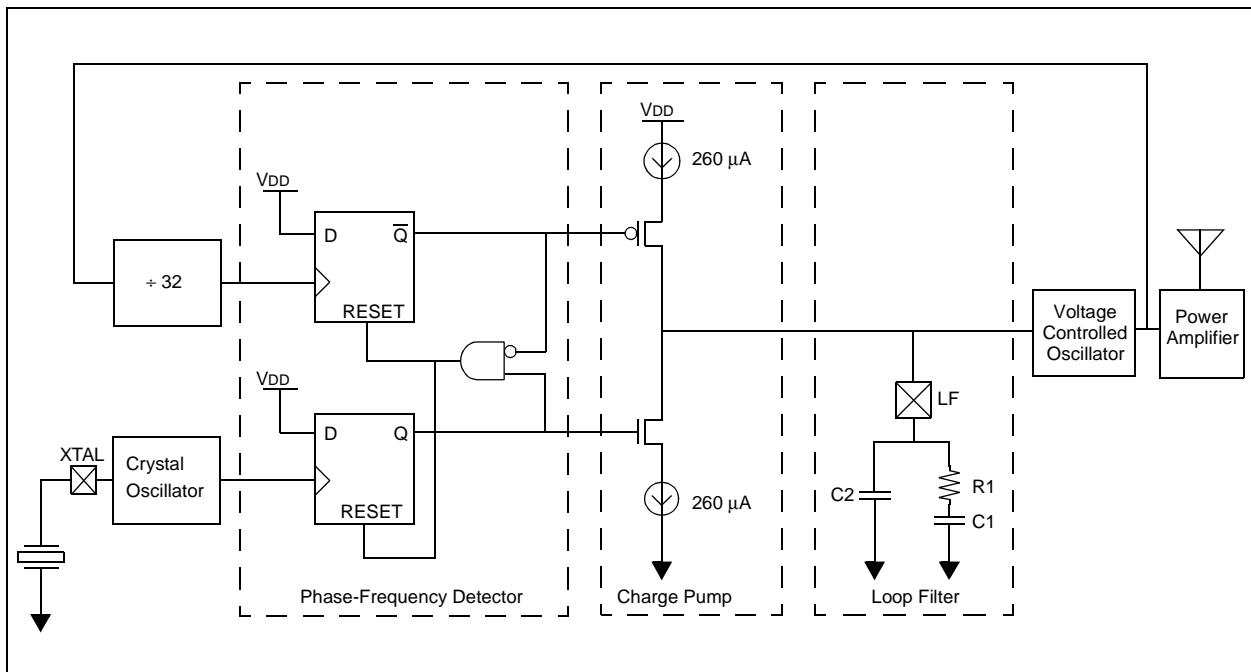 VDD
260 µA
VDD
D
Q̅
÷ 32
RESET
Voltage
Controlled
Oscillator
Power
Amplifier
VDD
LF
D
Q
XTAL
Crystal
Oscillator
C2
R1
260 µA
RESET
C1
Phase-Frequency Detector
Charge Pump
Loop Filter